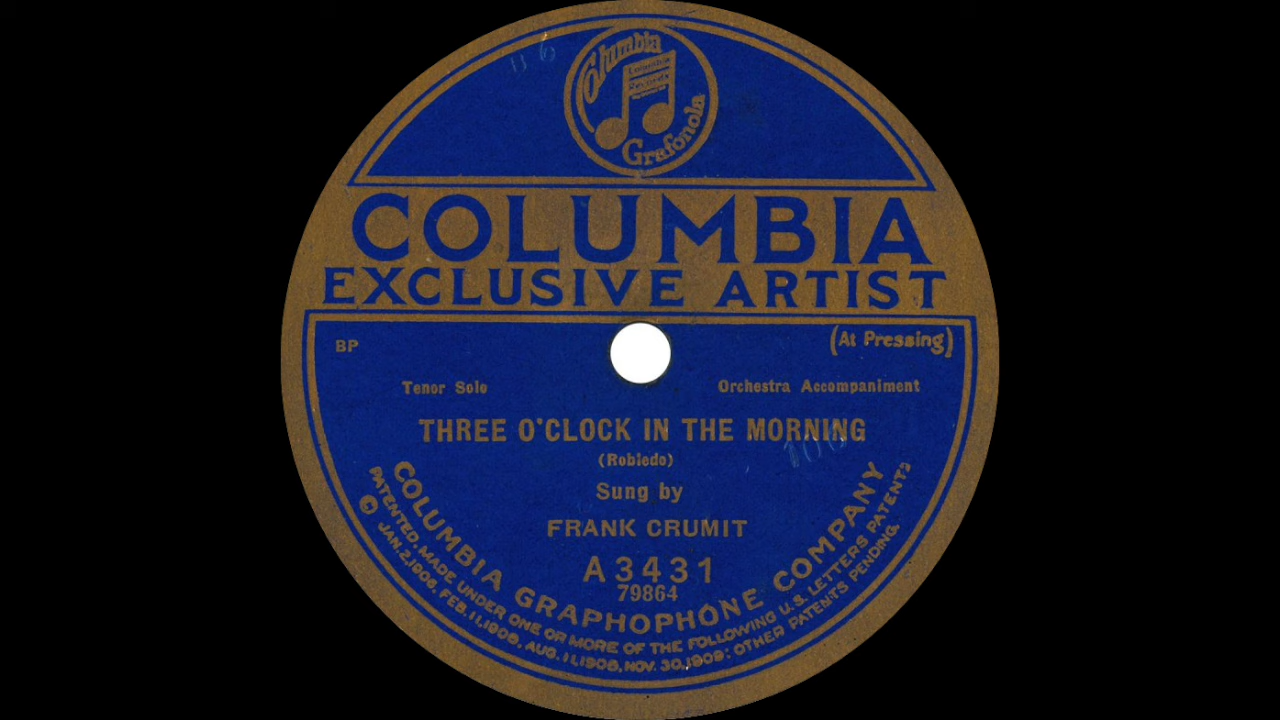 Columbia
Grafonola
COLUMBIA
EXCLUSIVE ARTIST
BP
(At Pressing)
Tenor Solo
Orchestra Accompaniment
THREE O'CLOCK IN THE MORNING
(Robledo)
Sung by
FRANK CRUMIT
A3431
79864
COLUMBIA GRAPHOPHONE COMPANY
PATENTED. MADE UNDER ONE OR MORE OF THE FOLLOWING U.S. LETTERS PATENT:
© JAN.2,1906, FEB.11,1908, AUG.11,1908, NOV.30,1909; OTHER PATENTS PENDING.
106